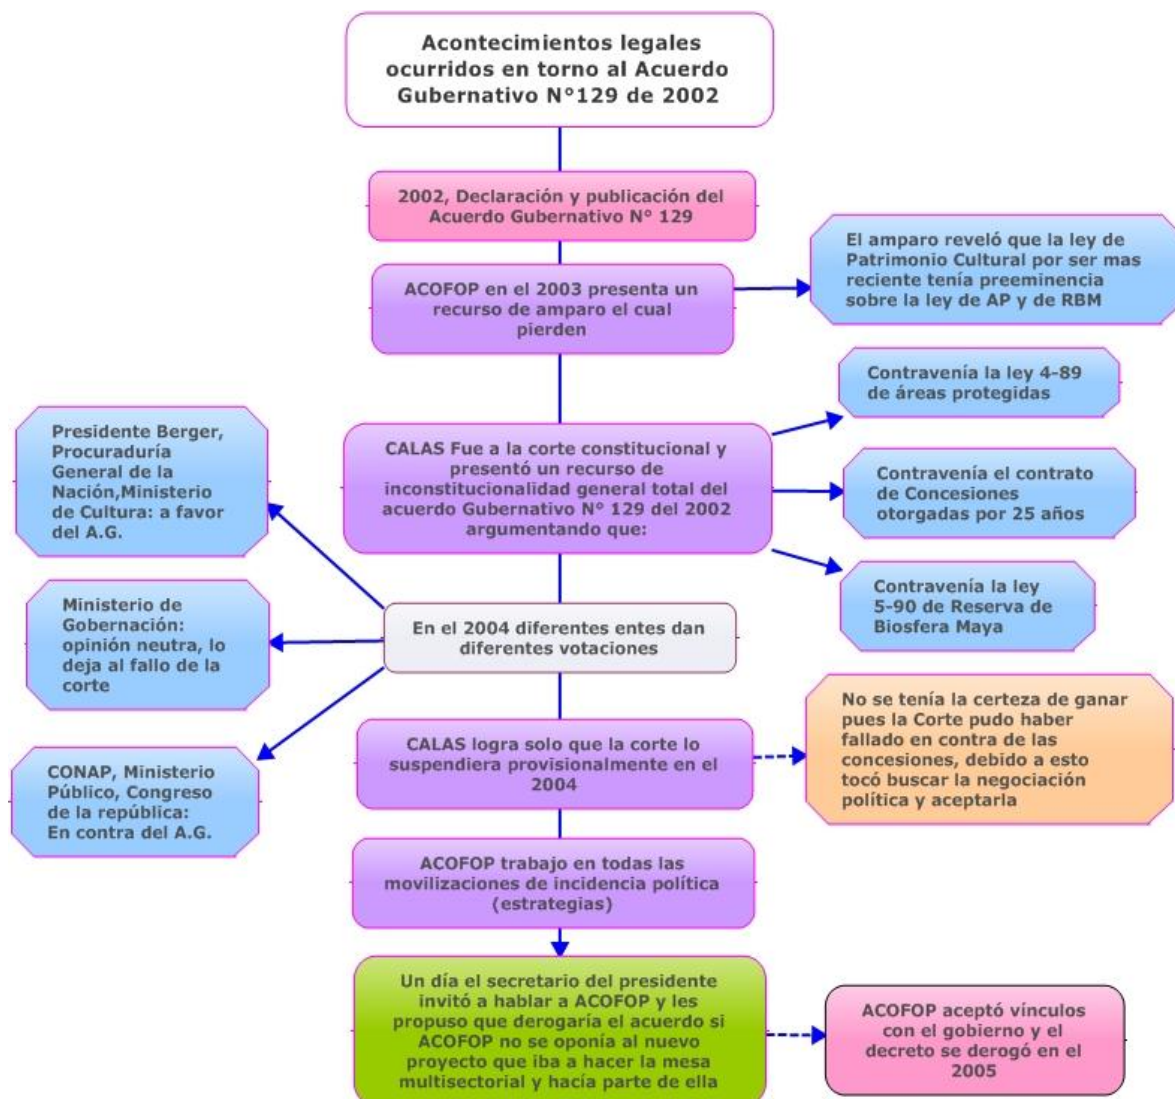 Acontecimientos legales
ocurridos en torno al Acuerdo
Gubernativo N°129 de 2002
2002, Declaración y publicación del
Acuerdo Gubernativo N° 129
ACOFOP en el 2003 presenta un
recurso de amparo el cual
pierden
El amparo reveló que la ley de
Patrimonio Cultural por ser mas
reciente tenía preeminencia
sobre la ley de AP y de RBM
CALAS Fue a la corte constitucional y
presentó un recurso de
inconstitucionalidad general total del
acuerdo Gubernativo N° 129 del 2002
argumentando que:
Contravenía la ley 4-89
de áreas protegidas
Contravenía el contrato
de Concesiones
otorgadas por 25 años
Contravenía la ley
5-90 de Reserva de
Biosfera Maya
En el 2004 diferentes entes dan
diferentes votaciones
Presidente Berger,
Procuraduría
General de la
Nación,Ministerio
de Cultura: a favor
del A.G.
Ministerio de
Gobernación:
opinión neutra, lo
deja al fallo de la
corte
CONAP, Ministerio
Público, Congreso
de la república:
En contra del A.G.
CALAS logra solo que la corte lo
suspendiera provisionalmente en el
2004
No se tenía la certeza de ganar
pues la Corte pudo haber
fallado en contra de las
concesiones, debido a esto
tocó buscar la negociación
política y aceptarla
ACOFOP trabajo en todas las
movilizaciones de incidencia política
(estrategias)
Un día el secretario del presidente
invitó a hablar a ACOFOP y les
propuso que derogaría el acuerdo si
ACOFOP no se oponía al nuevo
proyecto que iba a hacer la mesa
multisectorial y hacía parte de ella
ACOFOP aceptó vínculos
con el gobierno y el
decreto se derogó en el
2005